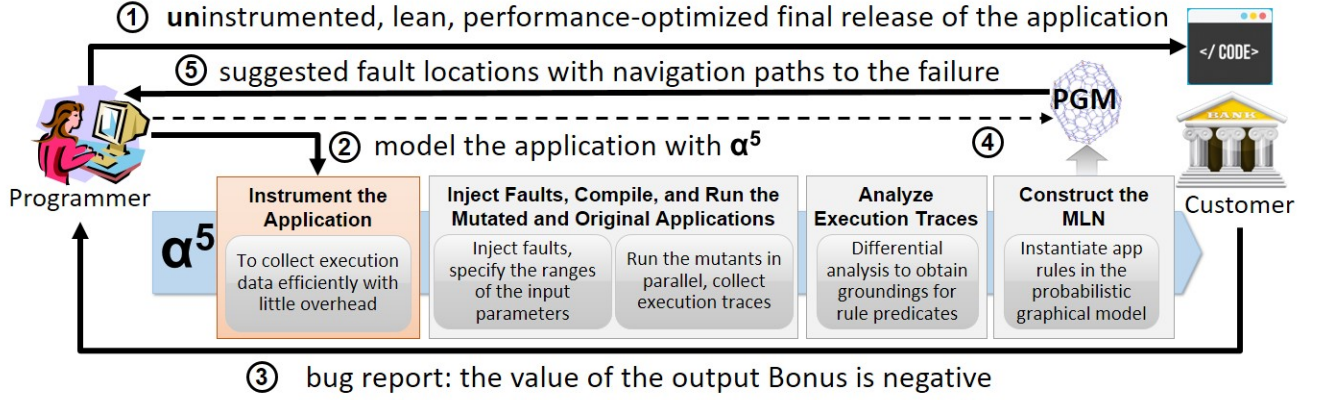 ① uninstrumented, lean, performance-optimized final release of the application
</ CODE>
⑤ suggested fault locations with navigation paths to the failure
PGM
BANK
② model the application with α⁵
④
Programmer
Customer
α⁵
Instrument the
Application
To collect execution
data efficiently with
little overhead
Inject Faults, Compile, and Run the
Mutated and Original Applications
Inject faults,
specify the ranges
of the input
parameters
Run the mutants in
parallel, collect
execution traces
Analyze
Execution Traces
Differential
analysis to obtain
groundings for
rule predicates
Construct the
MLN
Instantiate app
rules in the
probabilistic
graphical model
③ bug report: the value of the output Bonus is negative